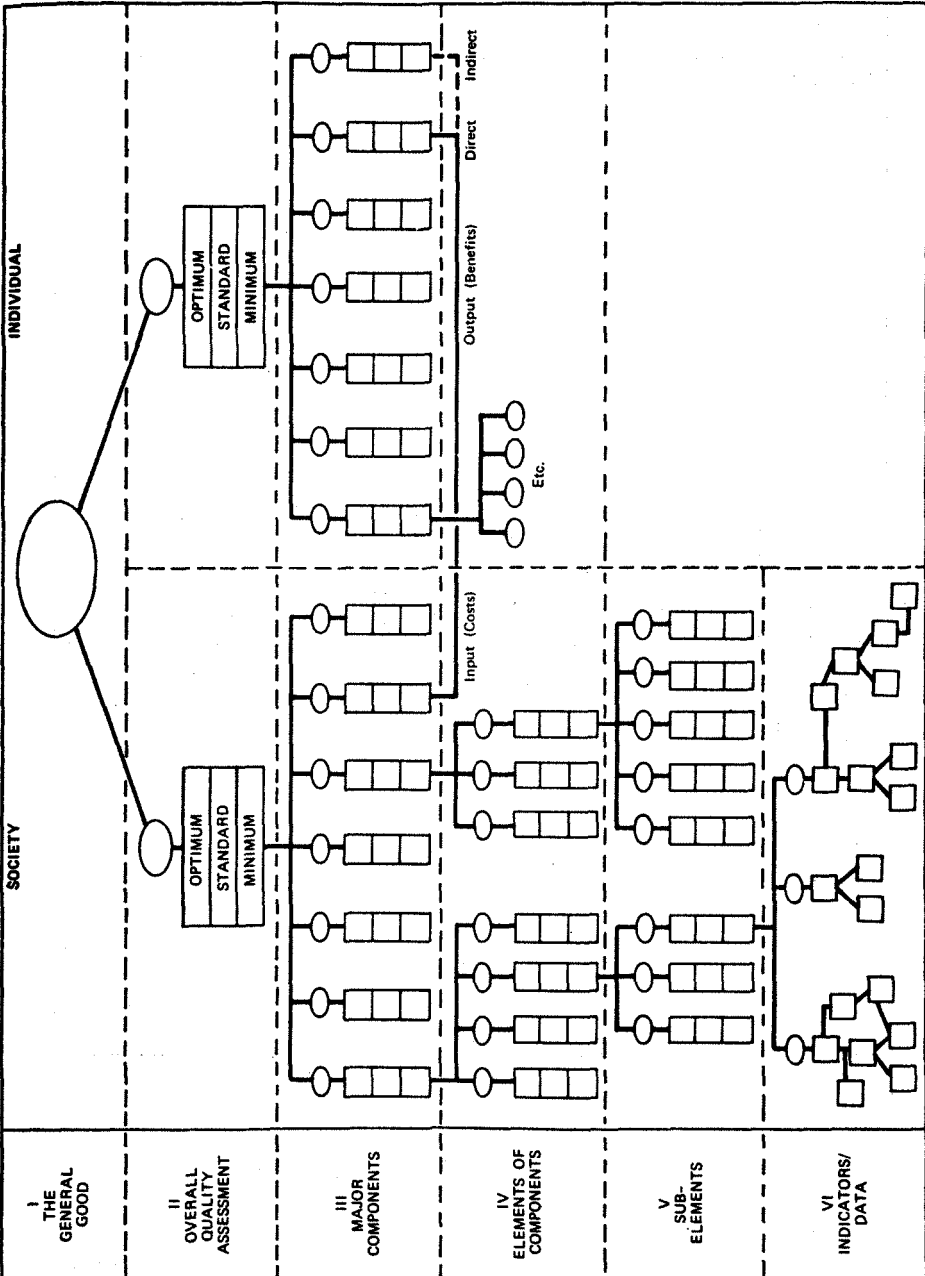 SOCIETY
INDIVIDUAL
I
THE
GENERAL
GOOD
II
OVERALL
QUALITY
ASSESSMENT
OPTIMUM
STANDARD
MINIMUM
OPTIMUM
STANDARD
MINIMUM
III
MAJOR
COMPONENTS
IV
ELEMENTS OF
COMPONENTS
Input (Costs)
Output (Benefits)
Direct
Indirect
Etc.
V
SUB-
ELEMENTS
VI
INDICATORS/
DATA